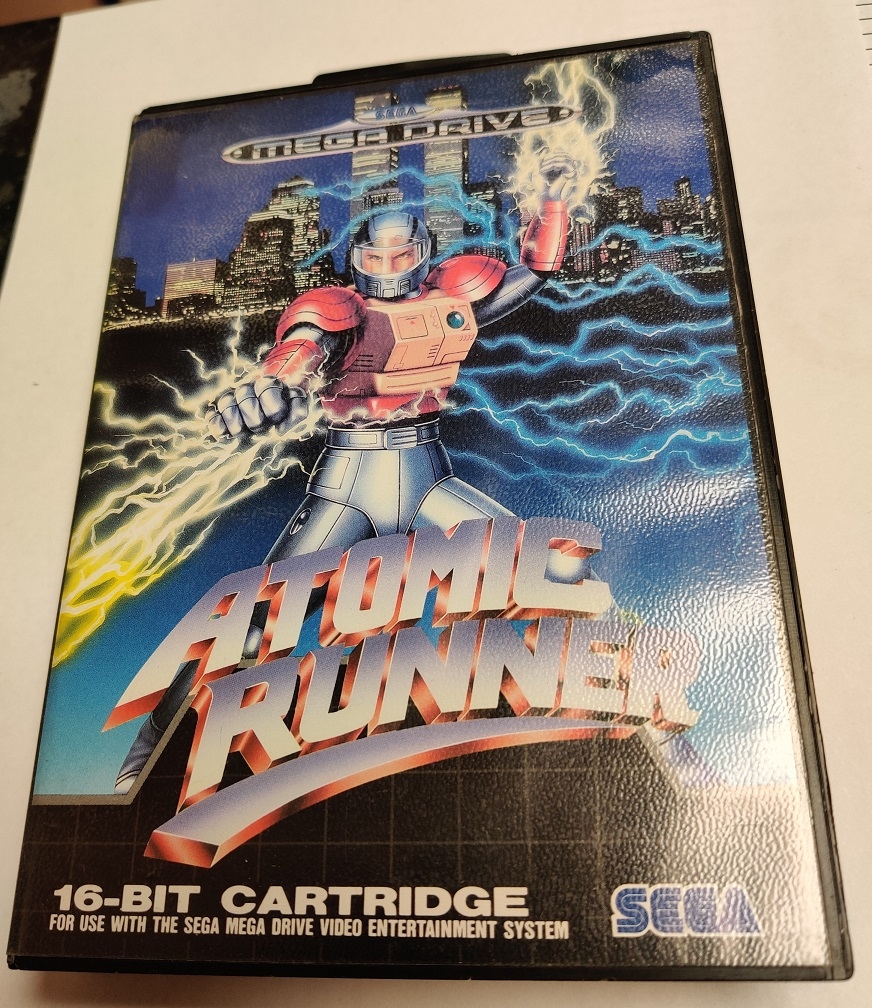 SEGA
MEGA DRIVE
ATOMIC
RUNNER
16-BIT CARTRIDGE
FOR USE WITH THE SEGA MEGA DRIVE VIDEO ENTERTAINMENT SYSTEM
SEGA